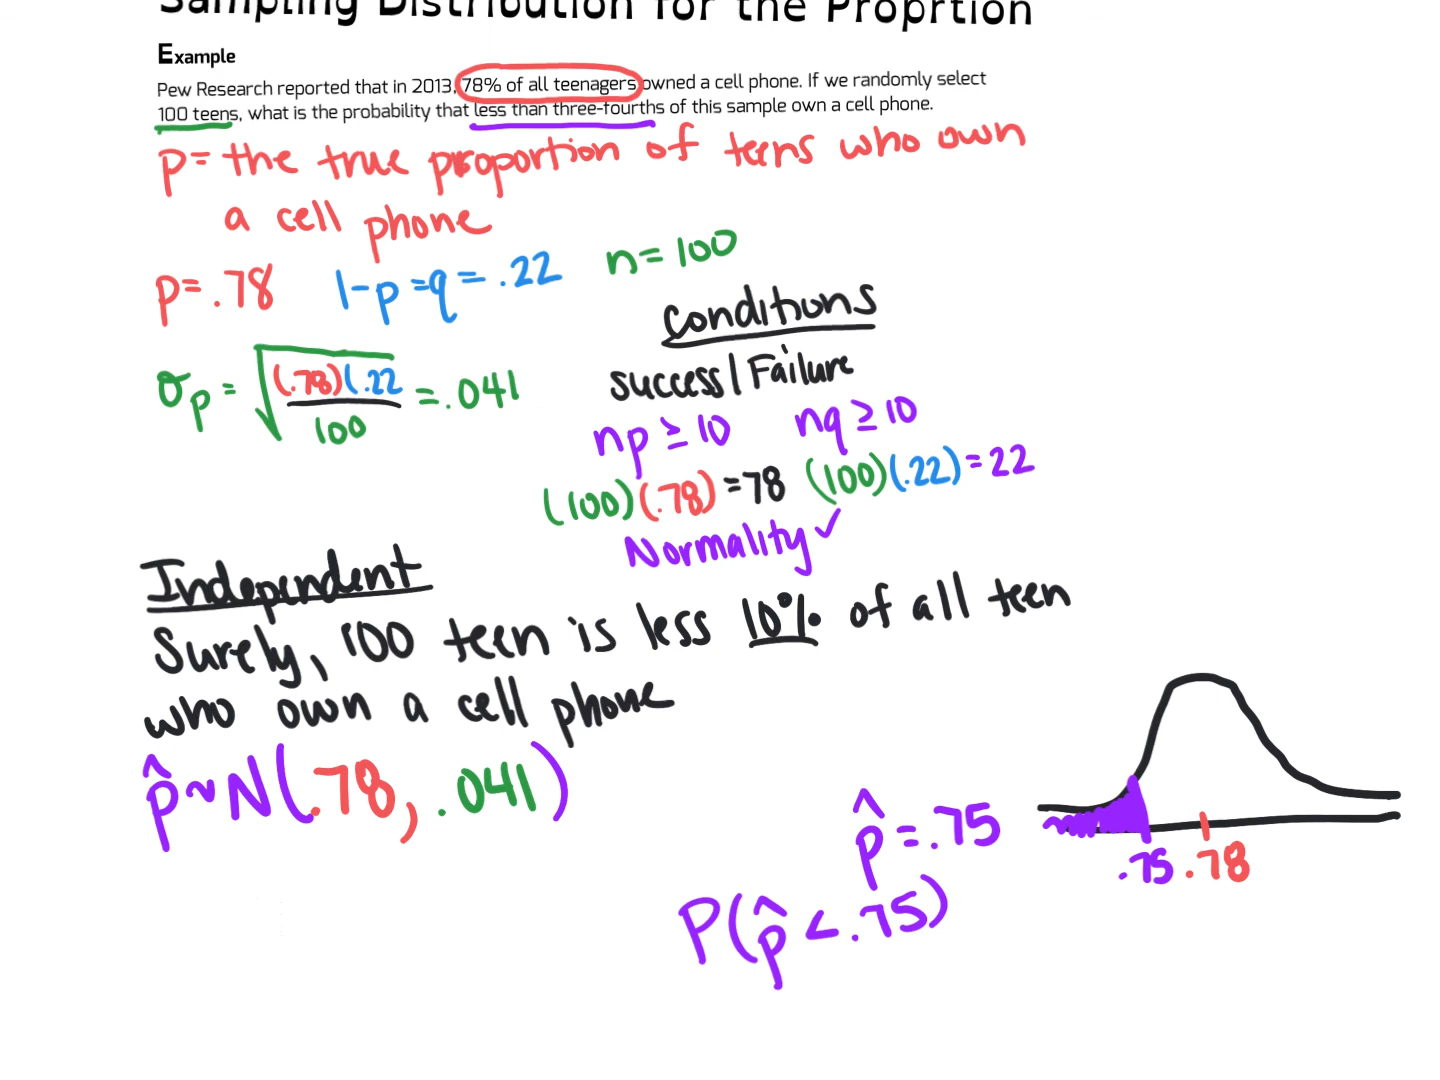 Sampling Distribution for the Proprtion
Example
Pew Research reported that in 2013, 78% of all teenagers owned a cell phone. If we randomly select
100 teens, what is the probability that less than three-fourths of this sample own a cell phone.
p= the true proportion of teens who own
a cell phone
p=.78 1-p=q=.22 n=100
conditions
σp = √(.78)(.22 / 100 = .041
success/Failure
np ≥ 10 nq ≥ 10
(100)(.78)=78 (100)(.22)=22
Normality ✓
Independent
Surely, 100 teen is less 10% of all teen
who own a cell phone
p̂~N(.78, .041)
p̂=.75
.75 .78
P(p̂<.75)